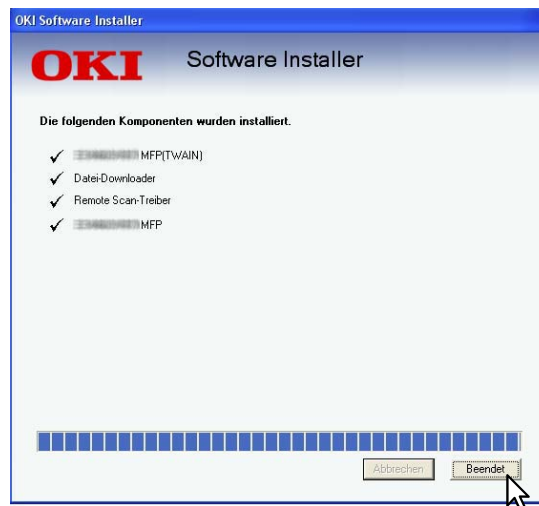 OKI Software Installer
OKI Software Installer
Die folgenden Komponenten wurden installiert.
MFP(TWAIN)
Datei-Downloader
Remote Scan-Treiber
MFP
Abbrechen Beendet